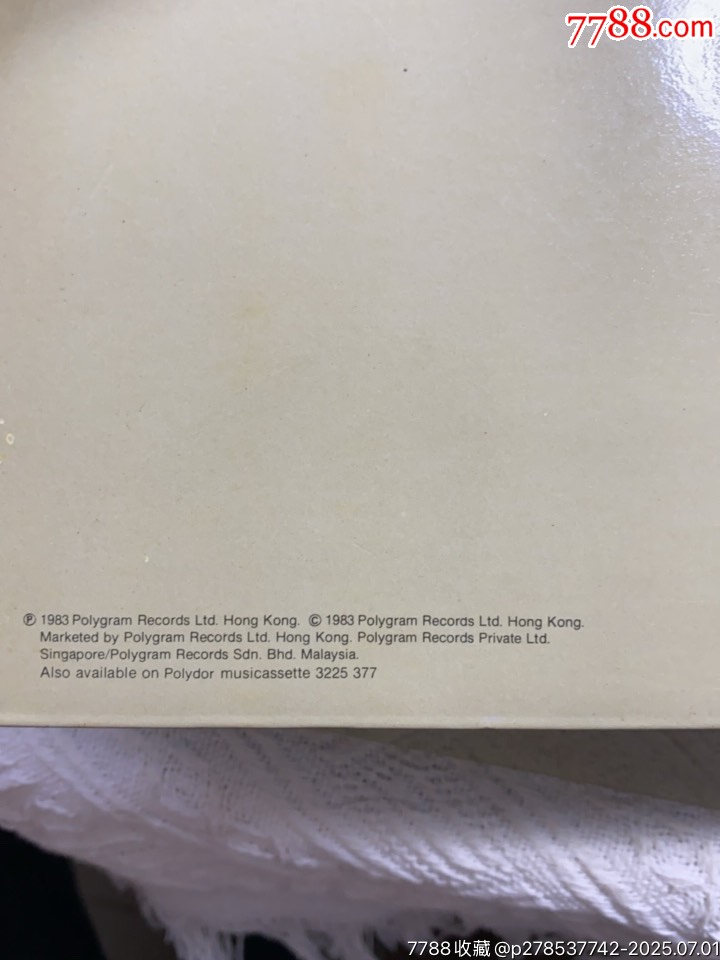 7788.com
℗ 1983 Polygram Records Ltd. Hong Kong. © 1983 Polygram Records Ltd. Hong Kong.
Marketed by Polygram Records Ltd. Hong Kong. Polygram Records Private Ltd.
Singapore/Polygram Records Sdn. Bhd. Malaysia.
Also available on Polydor musicassette 3225 377
7788收藏 @p278537742-2025.07.01